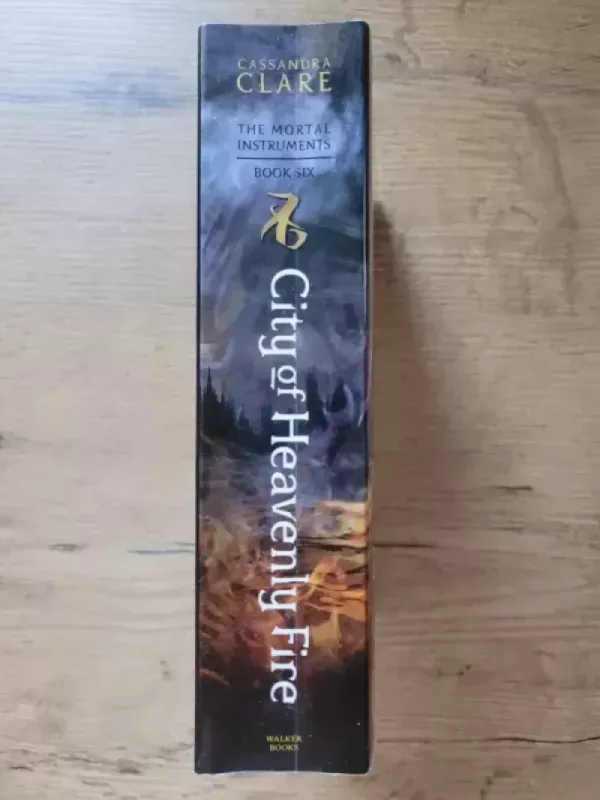 CASSANDRA
CLARE
THE MORTAL
INSTRUMENTS
BOOK SIX
City of Heavenly Fire
WALKER
BOOKS